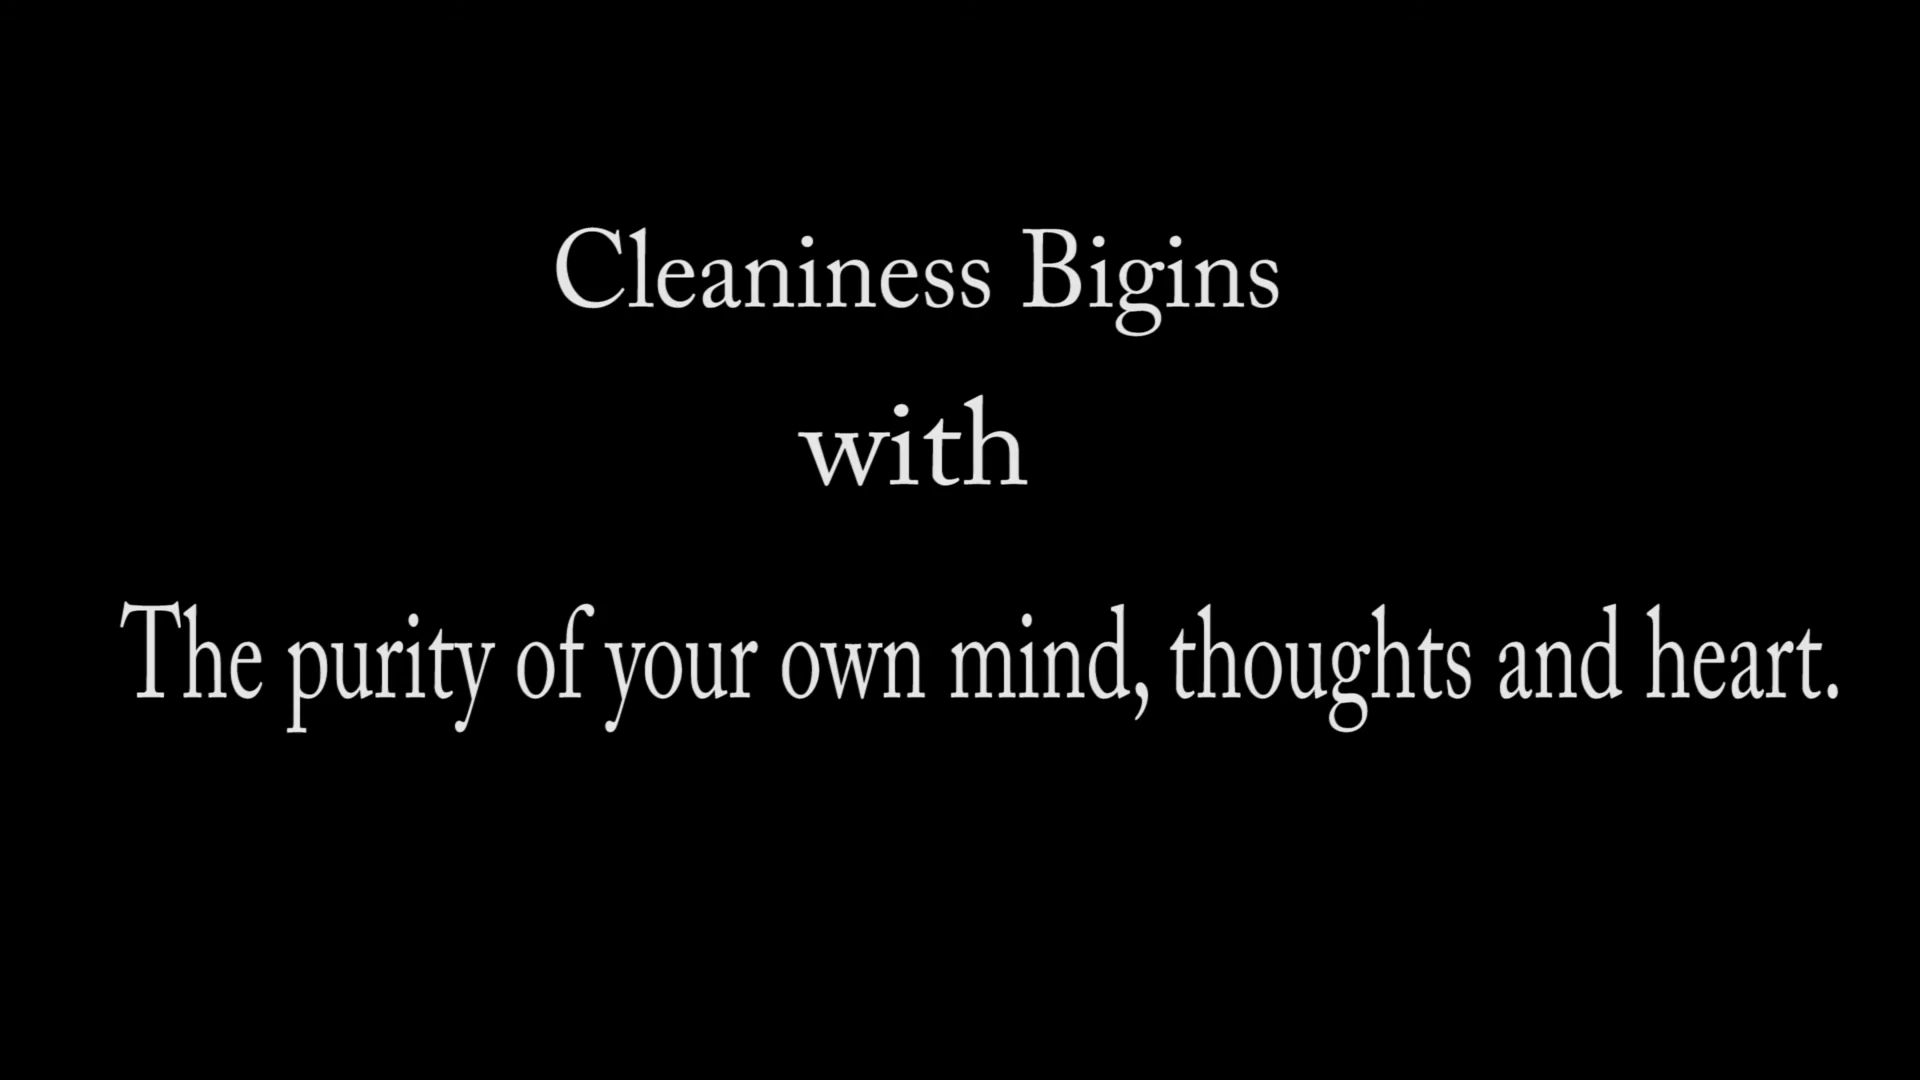 Cleaniness Bigins
with
The purity of your own mind, thoughts and heart.